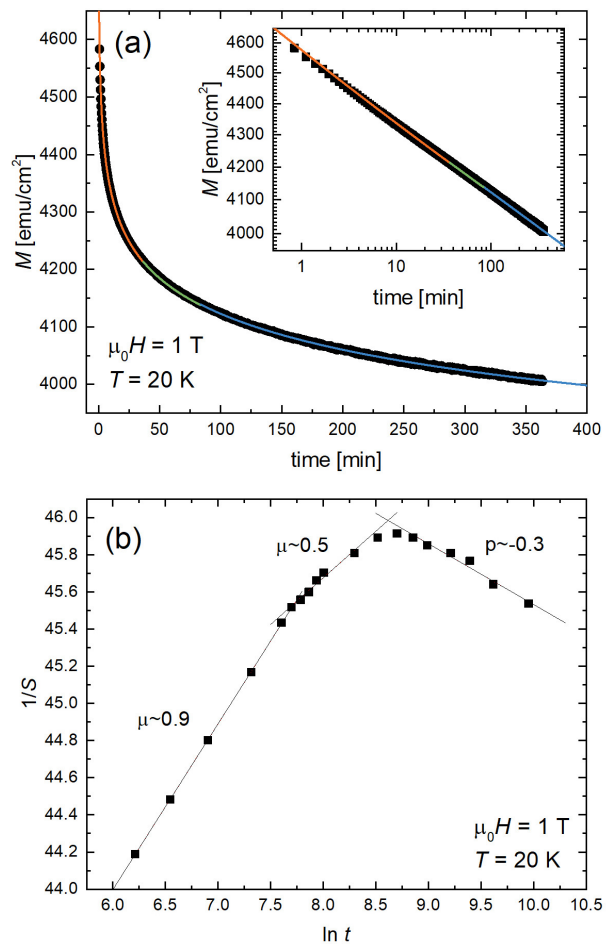 (a)
4600
4500
4400
4300
4200
4100
4000
M [emu/cm²]
0 50 100 150 200 250 300 350 400
time [min]
μ₀H = 1 T
T = 20 K
4600
4500
4400
4300
4200
4100
4000
M [emu/cm²]
1 10 100
time [min]
(b)
46.0
45.8
45.6
45.4
45.2
45.0
44.8
44.6
44.4
44.2
44.0
1/S
μ~0.5
p~-0.3
μ~0.9
μ₀H = 1 T
T = 20 K
6.0 6.5 7.0 7.5 8.0 8.5 9.0 9.5 10.0 10.5
ln t